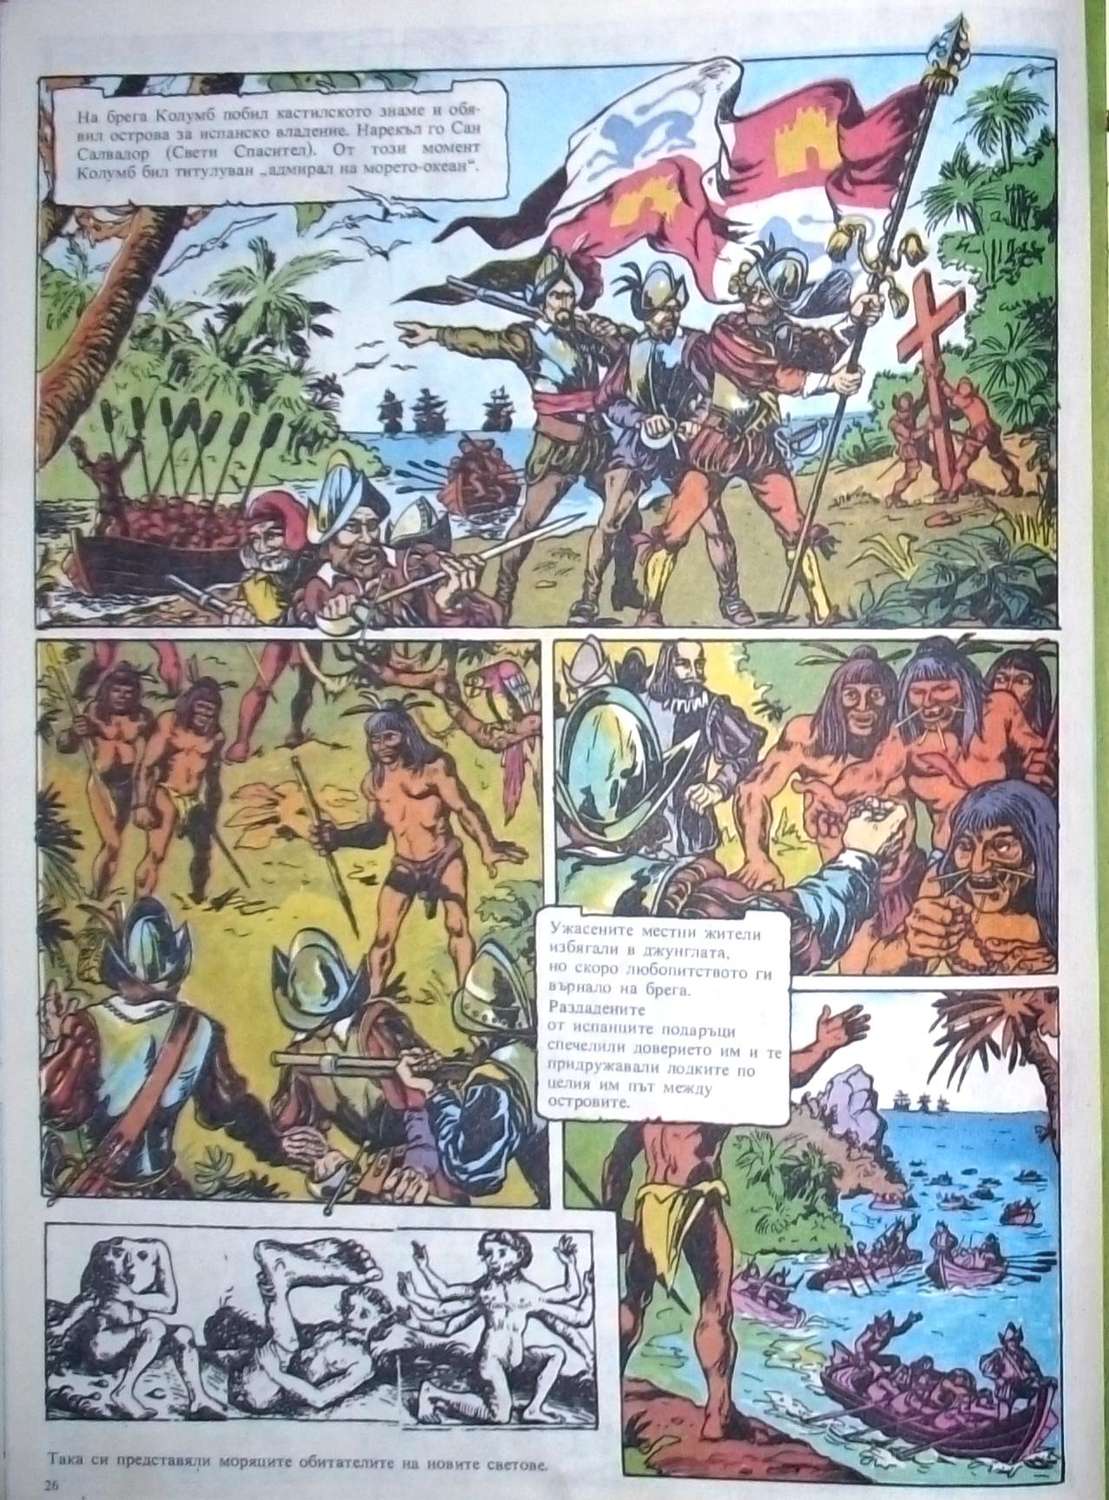 На брега Колумб побил кастилското знаме и обя-
вил острова за испанско владение. Нарекъл го Сан
Салвадор (Свети Спасител). От този момент
Колумб бил титулуван „адмирал на морето-океан“.
Ужасените местни жители
избягали в джунглата,
но скоро любопитството ги
върнало на брега.
Раздадените
от испанците подаръци
спечелили доверието им и те
придружавали лодките по
целия им път между
островите.
Така си представяли моряците обитателите на новите светове.
26